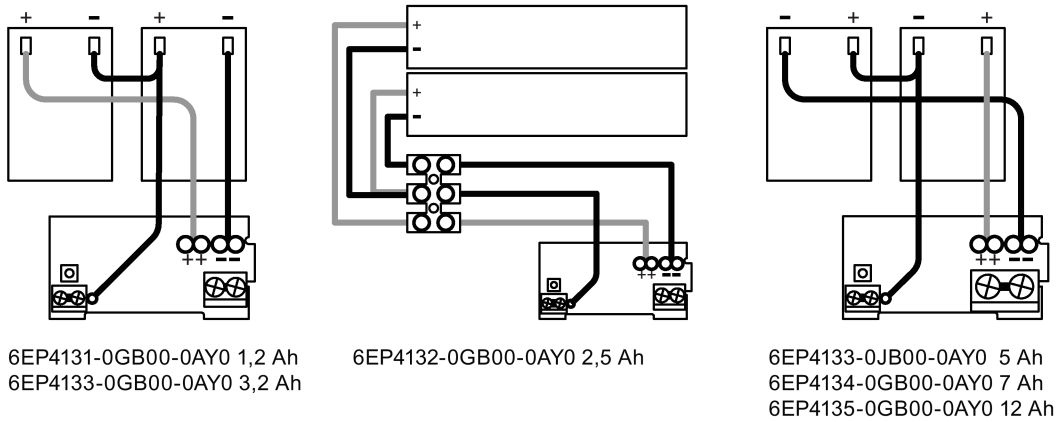 + - + -
+
-
+
-
- + - +
++ --
++ --
++ --
6EP4131-0GB00-0AY0 1,2 Ah
6EP4133-0GB00-0AY0 3,2 Ah
6EP4132-0GB00-0AY0 2,5 Ah
6EP4133-0JB00-0AY0 5 Ah
6EP4134-0GB00-0AY0 7 Ah
6EP4135-0GB00-0AY0 12 Ah